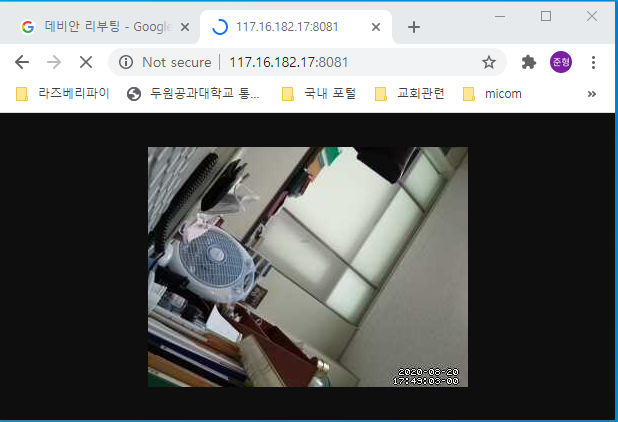 데비안 리부팅 - Google
117.16.182.17:8081
Not secure
117.16.182.17:8081
준형
라즈베리파이
두원공과대학교 통...
국내 포털
교회관련
micom
2020-08-20
17:49:03-00